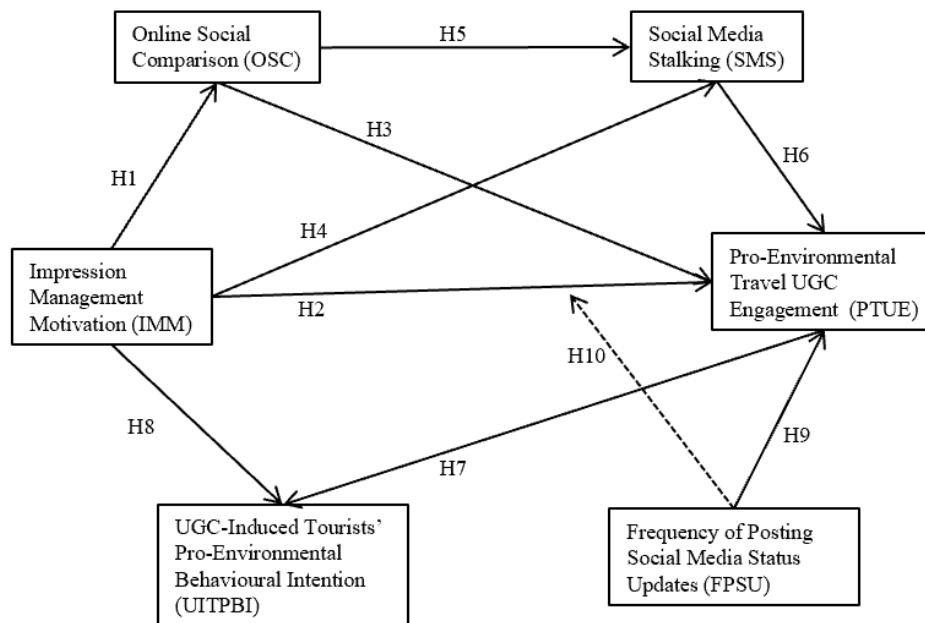 Online Social
Comparison (OSC)
H5
Social Media
Stalking (SMS)
H3
H1
H6
H4
Impression
Management
Motivation (IMM)
H2
Pro-Environmental
Travel UGC
Engagement (PTUE)
H10
H8
H9
H7
UGC-Induced Tourists’
Pro-Environmental
Behavioural Intention
(UITPBI)
Frequency of Posting
Social Media Status
Updates (FPSU)